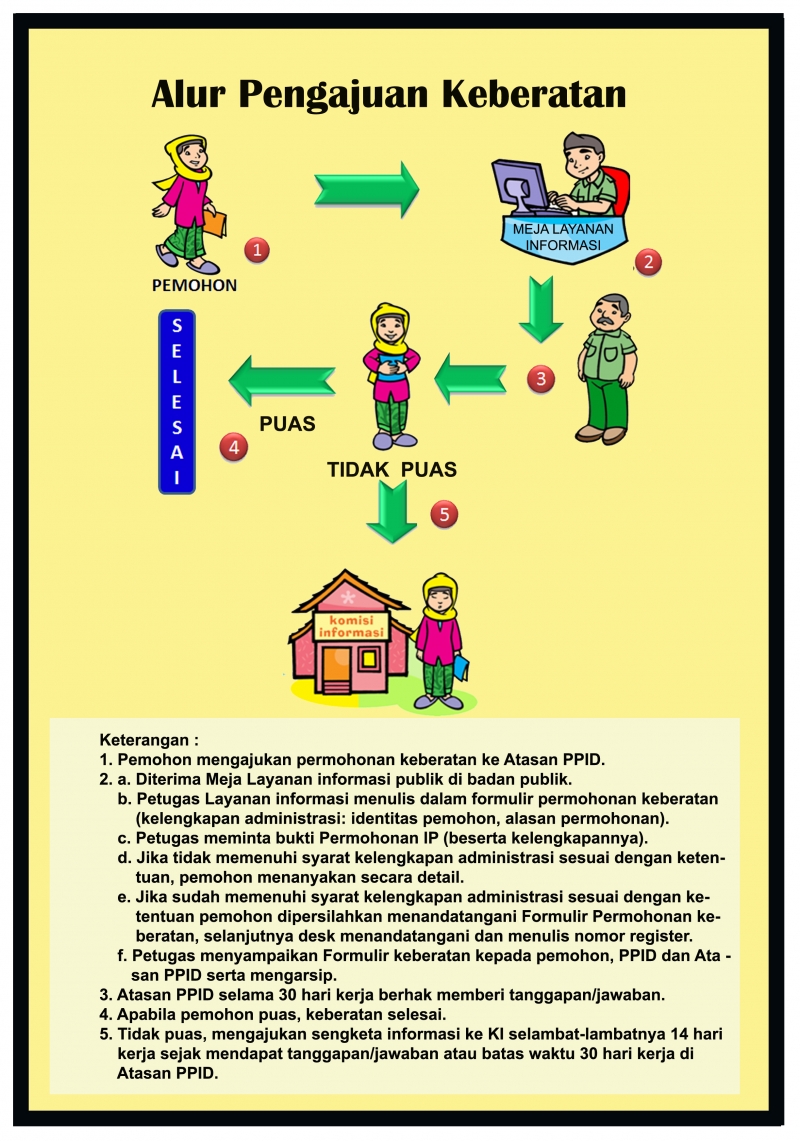 Alur Pengajuan Keberatan
1
PEMOHON
MEJA LAYANAN
INFORMASI
2
3
SELESAI
PUAS
4
TIDAK PUAS
5
komisi
informasi
Keterangan :
1. Pemohon mengajukan permohonan keberatan ke Atasan PPID.
2. a. Diterima Meja Layanan informasi publik di badan publik.
b. Petugas Layanan informasi menulis dalam formulir permohonan keberatan
(kelengkapan administrasi: identitas pemohon, alasan permohonan).
c. Petugas meminta bukti Permohonan IP (beserta kelengkapannya).
d. Jika tidak memenuhi syarat kelengkapan administrasi sesuai dengan keten-
tuan, pemohon menanyakan secara detail.
e. Jika sudah memenuhi syarat kelengkapan administrasi sesuai dengan ke-
tentuan pemohon dipersilahkan menandatangani Formulir Permohonan ke-
beratan, selanjutnya desk menandatangani dan menulis nomor register.
f. Petugas menyampaikan Formulir keberatan kepada pemohon, PPID dan Ata -
san PPID serta mengarsip.
3. Atasan PPID selama 30 hari kerja berhak memberi tanggapan/jawaban.
4. Apabila pemohon puas, keberatan selesai.
5. Tidak puas, mengajukan sengketa informasi ke KI selambat-lambatnya 14 hari
kerja sejak mendapat tanggapan/jawaban atau batas waktu 30 hari kerja di
Atasan PPID.